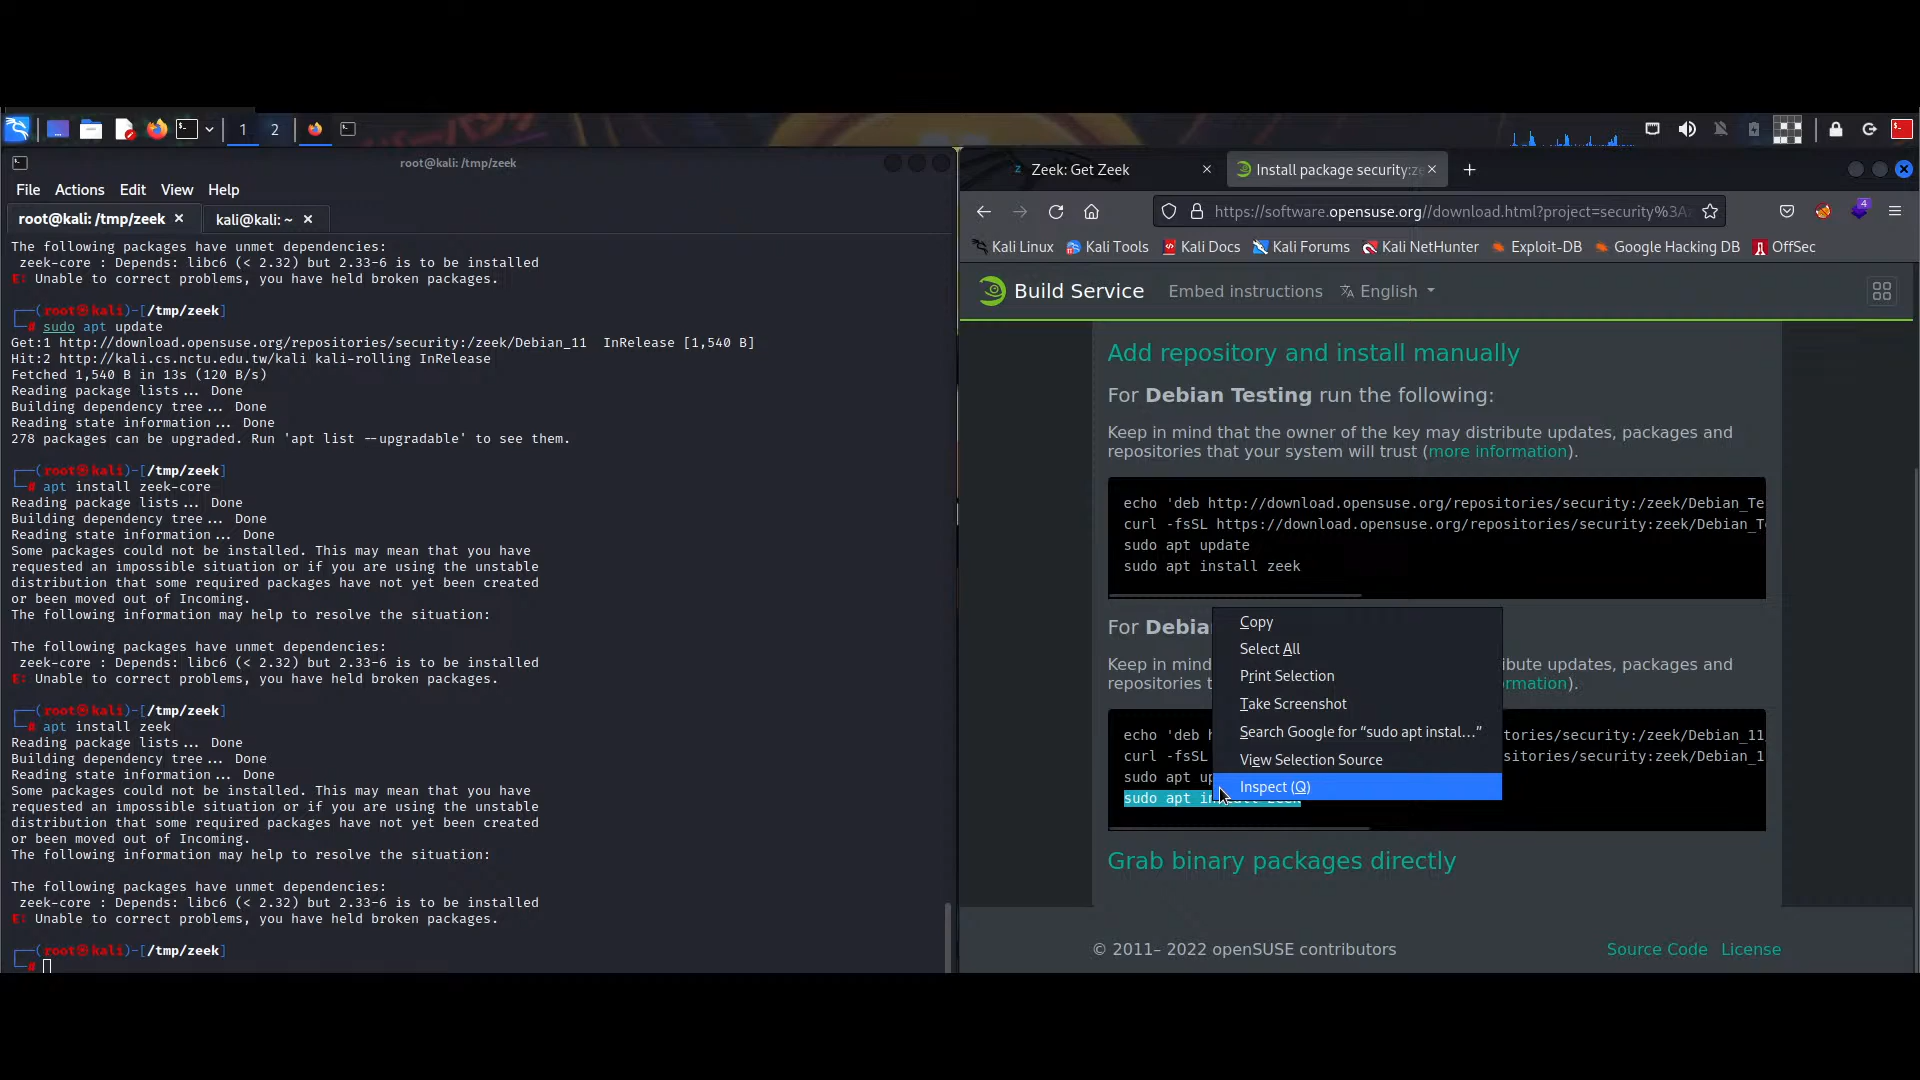 1
2
root@kali: /tmp/zeek
File Actions Edit View Help
root@kali: /tmp/zeek ×
kali@kali: ~ ×
The following packages have unmet dependencies:
zeek-core : Depends: libc6 (< 2.32) but 2.33-6 is to be installed
E: Unable to correct problems, you have held broken packages.
┌──(root㉿kali)-[/tmp/zeek]
└─# sudo apt update
Get:1 http://download.opensuse.org/repositories/security:/zeek/Debian_11 InRelease [1,540 B]
Hit:2 http://kali.cs.nctu.edu.tw/kali kali-rolling InRelease
Fetched 1,540 B in 13s (120 B/s)
Reading package lists... Done
Building dependency tree... Done
Reading state information... Done
278 packages can be upgraded. Run 'apt list --upgradable' to see them.
┌──(root㉿kali)-[/tmp/zeek]
└─# apt install zeek-core
Reading package lists... Done
Building dependency tree... Done
Reading state information... Done
Some packages could not be installed. This may mean that you have
requested an impossible situation or if you are using the unstable
distribution that some required packages have not yet been created
or been moved out of Incoming.
The following information may help to resolve the situation:
The following packages have unmet dependencies:
zeek-core : Depends: libc6 (< 2.32) but 2.33-6 is to be installed
E: Unable to correct problems, you have held broken packages.
┌──(root㉿kali)-[/tmp/zeek]
└─# apt install zeek
Reading package lists... Done
Building dependency tree... Done
Reading state information... Done
Some packages could not be installed. This may mean that you have
requested an impossible situation or if you are using the unstable
distribution that some required packages have not yet been created
or been moved out of Incoming.
The following information may help to resolve the situation:
The following packages have unmet dependencies:
zeek-core : Depends: libc6 (< 2.32) but 2.33-6 is to be installed
E: Unable to correct problems, you have held broken packages.
┌──(root㉿kali)-[/tmp/zeek]
└─#
Zeek: Get Zeek ×
Install package security:z ×
https://software.opensuse.org//download.html?project=security%3A
4
Kali Linux Kali Tools Kali Docs Kali Forums Kali NetHunter Exploit-DB Google Hacking DB OffSec
Build Service Embed instructions English
Add repository and install manually
For Debian Testing run the following:
Keep in mind that the owner of the key may distribute updates, packages and
repositories that your system will trust (more information).
echo 'deb http://download.opensuse.org/repositories/security:/zeek/Debian_Te
curl -fsSL https://download.opensuse.org/repositories/security:zeek/Debian_T
sudo apt update
sudo apt install zeek
For Debia
Keep in mind ibute updates, packages and
repositories t rmation).
echo 'deb h tories/security:/zeek/Debian_11
curl -fsSL ories/security:zeek/Debian_1
sudo apt up
sudo apt in
Copy
Select All
Print Selection
Take Screenshot
Search Google for “sudo apt instal…”
View Selection Source
Inspect (Q)
Grab binary packages directly
© 2011– 2022 openSUSE contributors
Source Code License